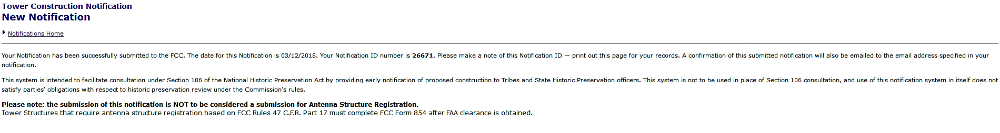 Tower Construction Notification
New Notification
Notifications Home
Your Notification has been successfully submitted to the FCC. The date for this Notification is 03/12/2018. Your Notification ID number is 26671. Please make a note of this Notification ID — print out this page for your records. A confirmation of this submitted notification will also be emailed to the email address specified in your
notification.
This system is intended to facilitate consultation under Section 106 of the National Historic Preservation Act by providing early notification of proposed construction to Tribes and State Historic Preservation officers. This system is not to be used in place of Section 106 consultation, and use of this notification system in itself does not
satisfy parties' obligations with respect to historic preservation review under the Commission's rules.
Please note: the submission of this notification is NOT to be considered a submission for Antenna Structure Registration.
Tower Structures that require antenna structure registration based on FCC Rules 47 C.F.R. Part 17 must complete FCC Form 854 after FAA clearance is obtained.